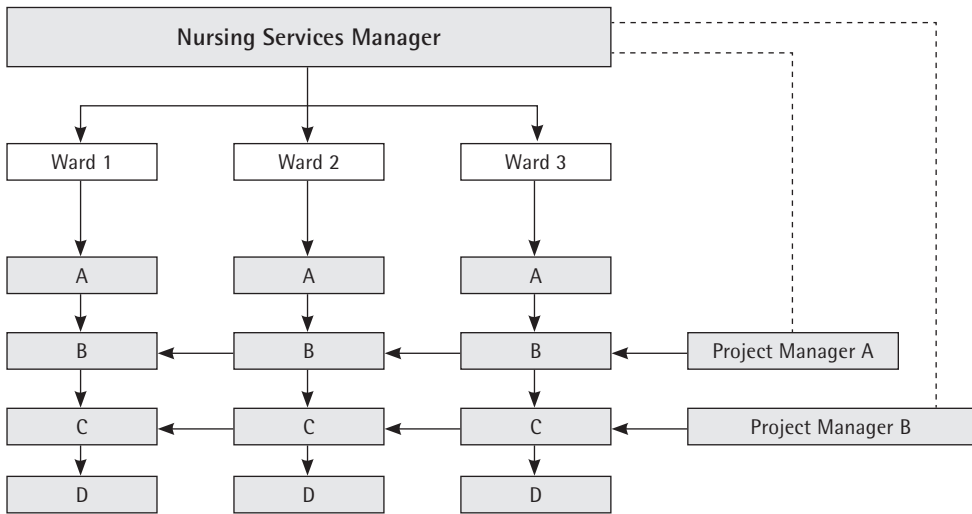 Nursing Services Manager
Ward 1
Ward 2
Ward 3
A
A
A
B
B
B
Project Manager A
C
C
C
Project Manager B
D
D
D